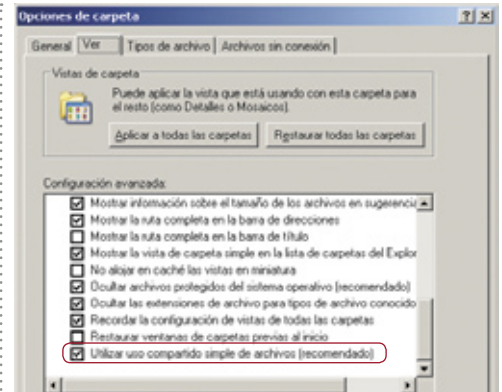 Opciones de carpeta
General Ver Tipos de archivo Archivos sin conexión
Vistas de carpeta
Puede aplicar la vista que está usando con esta carpeta para
el resto (como Detalles o Mosaicos).
Aplicar a todas las carpetas Restaurar todas las carpetas
Configuración avanzada:
Mostrar información sobre el tamaño de los archivos en sugerencia
Mostrar la ruta completa en la barra de direcciones
Mostrar la ruta completa en la barra de título
Mostrar la vista de carpeta simple en la lista de carpetas del Explor
No alojar en caché las vistas en miniatura
Ocultar archivos protegidos del sistema operativo (recomendado)
Ocultar las extensiones de archivo para tipos de archivo conocido
Recordar la configuración de vistas de todas las carpetas
Restaurar ventanas de carpetas previas al inicio
Utilizar uso compartido simple de archivos (recomendado)